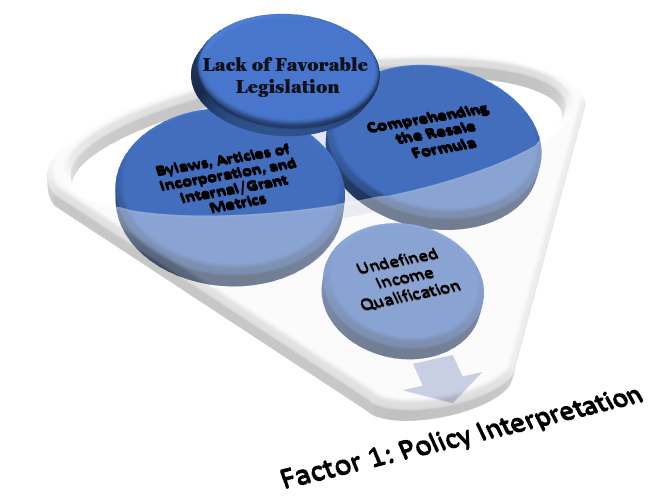 Lack of Favorable
Legislation
Comprehending
the Resale
Formula
Bylaws, Articles of
Incorporation, and
Internal/Grant
Metrics
Undefined
Income
Qualification
Factor 1: Policy Interpretation